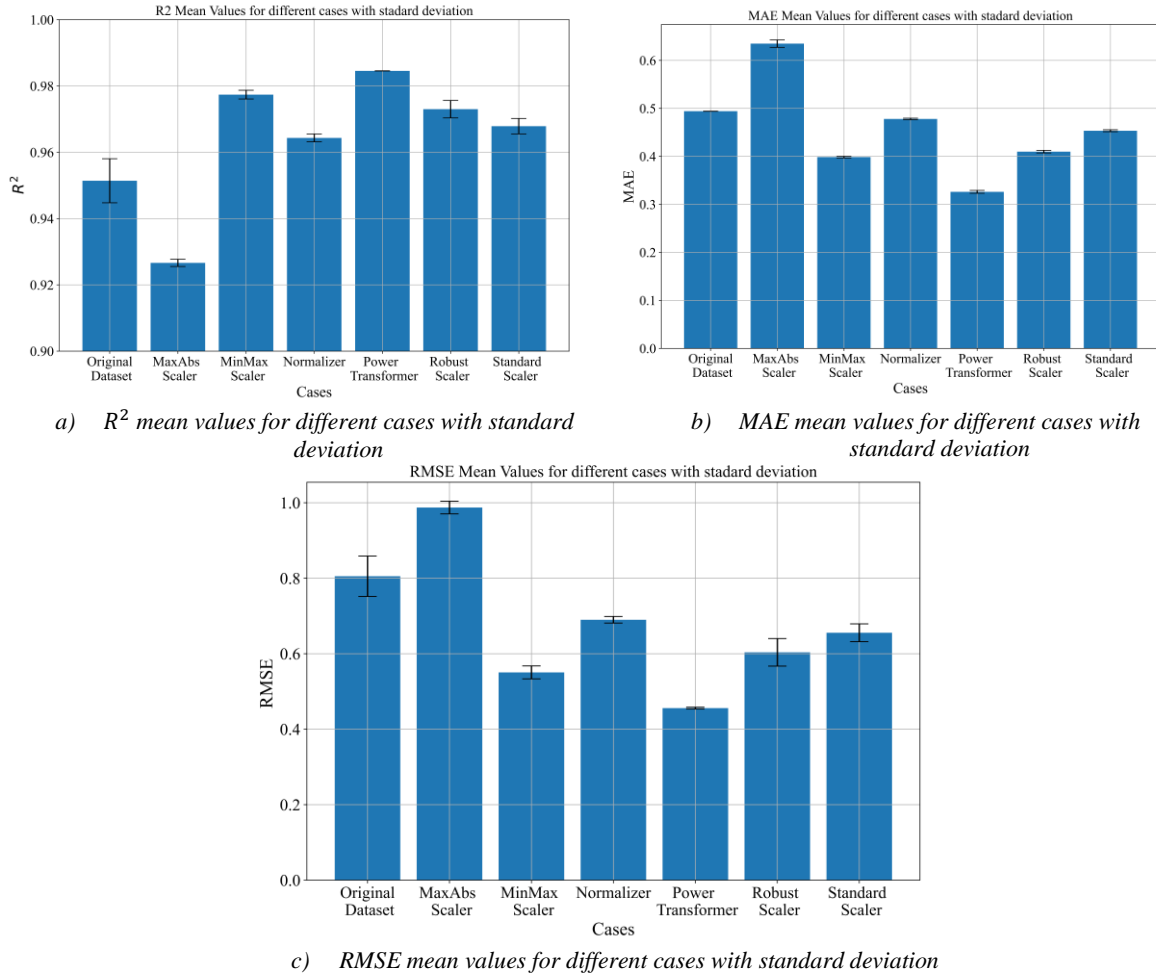 R2 Mean Values for different cases with stadard deviation
1.00
0.98
0.96
0.94
0.92
0.90
R²
Original Dataset
MaxAbs Scaler
MinMax Scaler
Normalizer
Power Transformer
Robust Scaler
Standard Scaler
Cases
a) R² mean values for different cases with standard
deviation
MAE Mean Values for different cases with stadard deviation
0.6
0.5
0.4
0.3
0.2
0.1
0.0
MAE
Original Dataset
MaxAbs Scaler
MinMax Scaler
Normalizer
Power Transformer
Robust Scaler
Standard Scaler
Cases
b) MAE mean values for different cases with
standard deviation
RMSE Mean Values for different cases with stadard deviation
1.0
0.8
0.6
0.4
0.2
0.0
RMSE
Original Dataset
MaxAbs Scaler
MinMax Scaler
Normalizer
Power Transformer
Robust Scaler
Standard Scaler
Cases
c) RMSE mean values for different cases with standard deviation